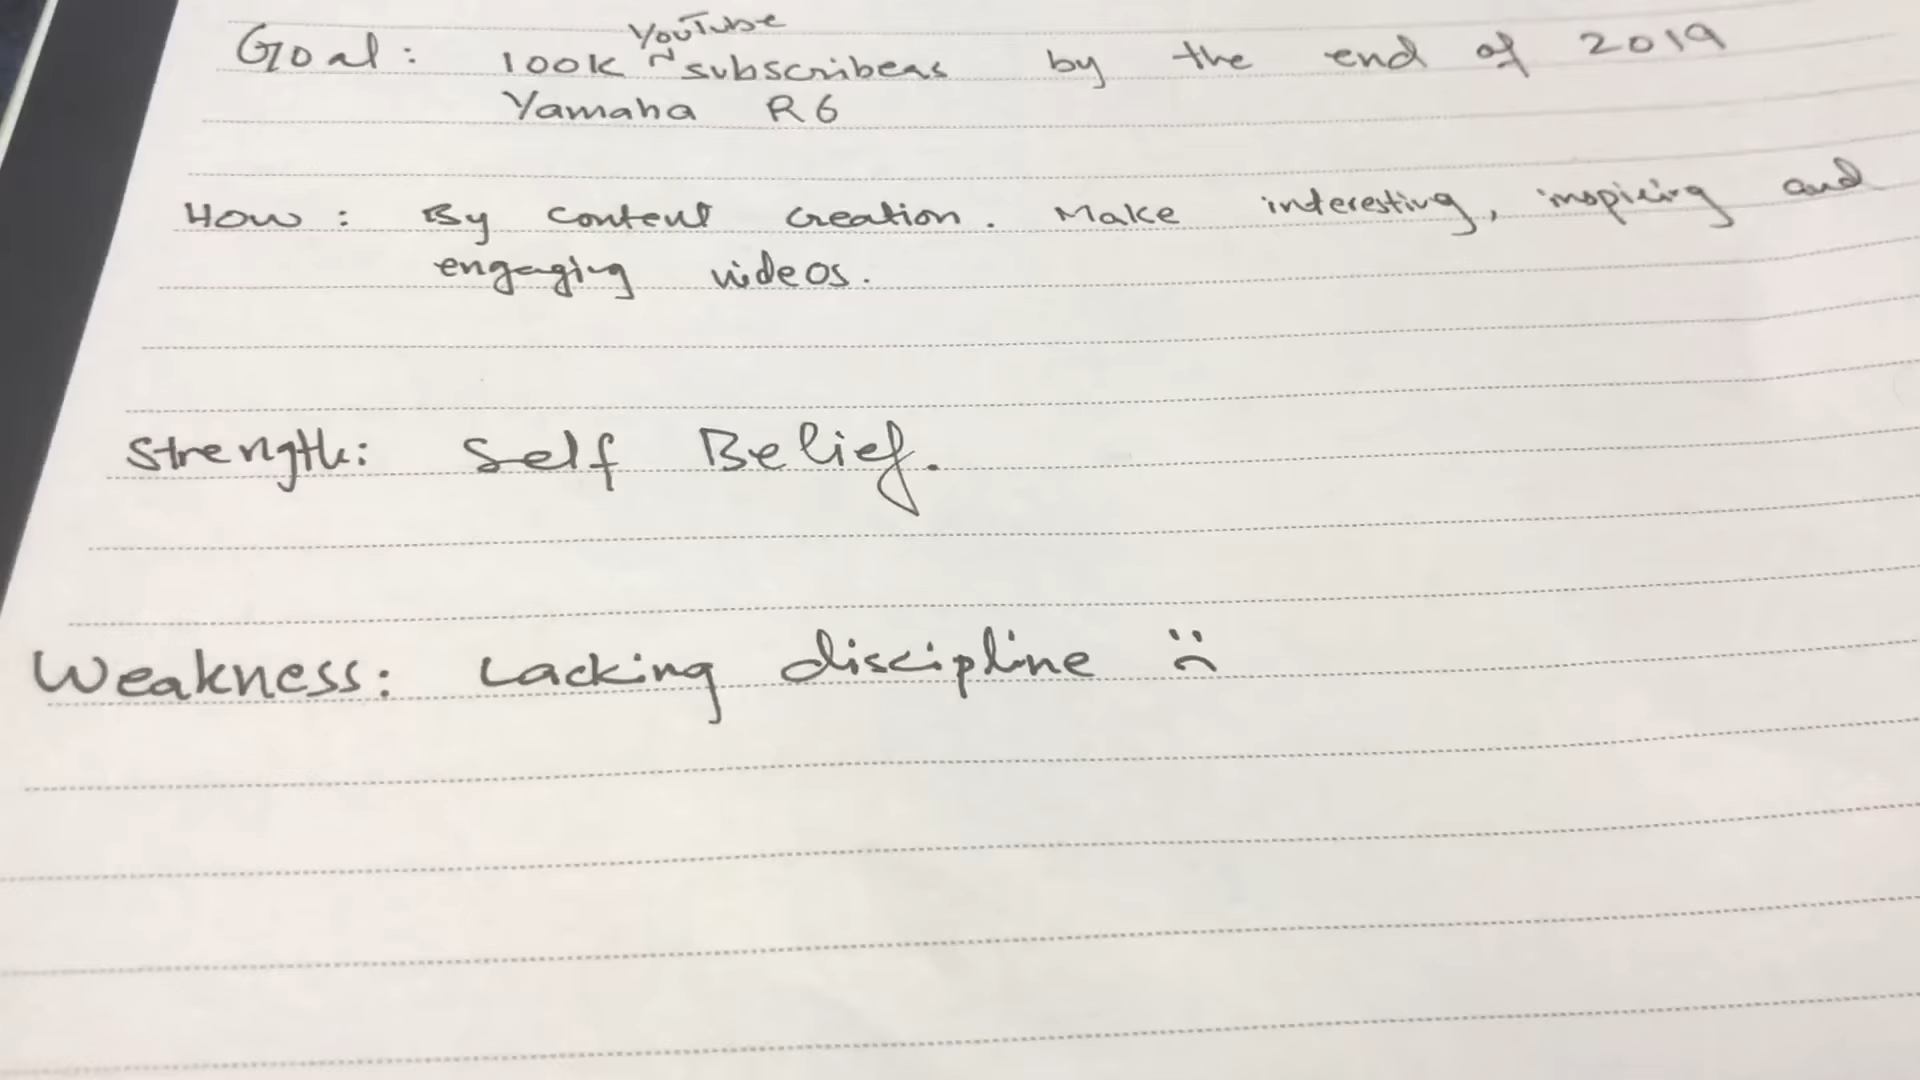 Goal: 100K YouTube subscribers by the end of 2019
Yamaha R6
How: By content creation. Make interesting, inspiring and
engaging videos.
Strength: Self Belief.
Weakness: Lacking discipline :(